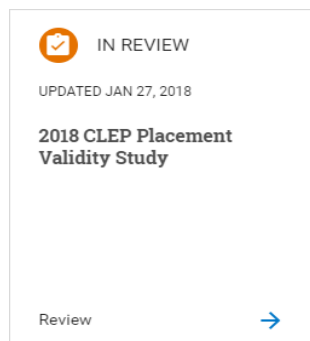 IN REVIEW
UPDATED JAN 27, 2018
2018 CLEP Placement
Validity Study
Review